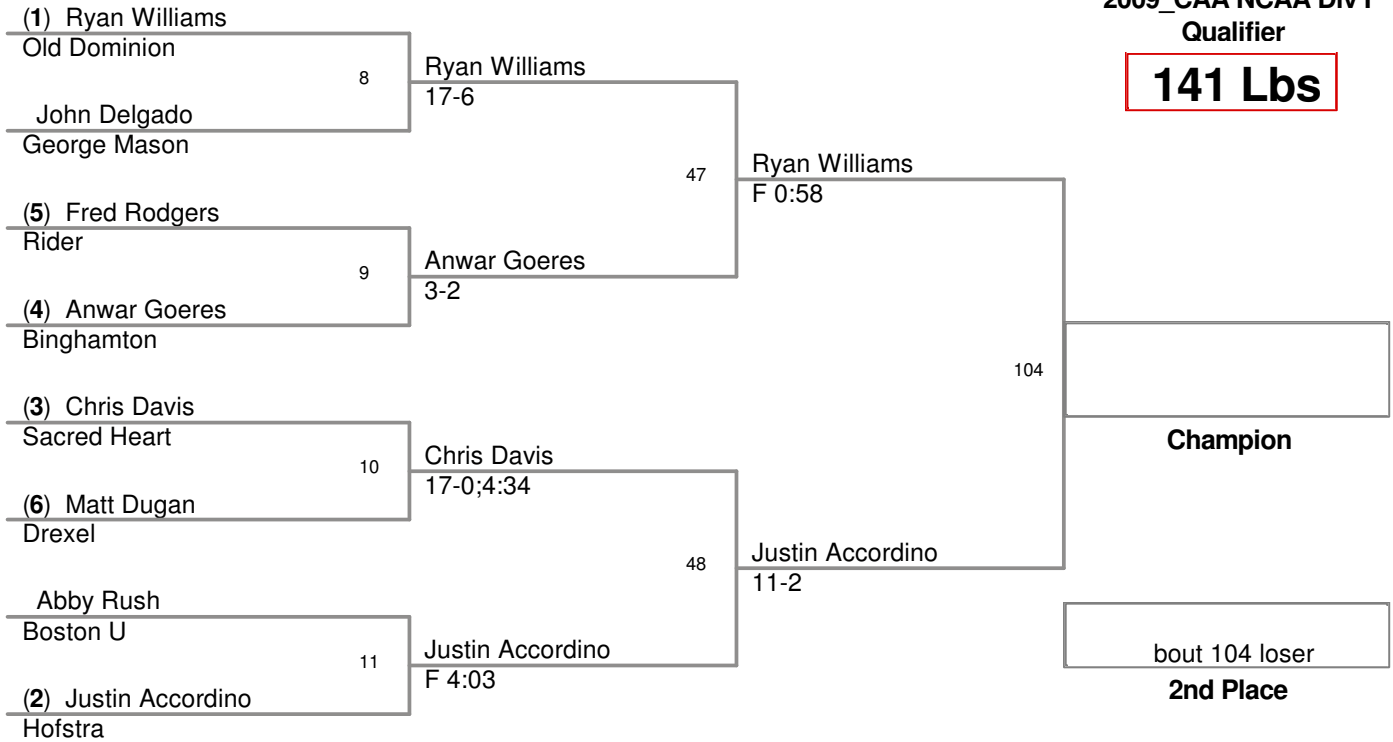 2009_CAA NCAA DIV I
Qualifier
141 Lbs
(1) Ryan Williams
Old Dominion
8
John Delgado
George Mason
Ryan Williams
17-6
(5) Fred Rodgers
Rider
9
(4) Anwar Goeres
Binghamton
Anwar Goeres
3-2
47
Ryan Williams
F 0:58
(3) Chris Davis
Sacred Heart
10
(6) Matt Dugan
Drexel
Chris Davis
17-0;4:34
Abby Rush
Boston U
11
(2) Justin Accordino
Hofstra
Justin Accordino
F 4:03
48
Justin Accordino
11-2
104
Champion
bout 104 loser
2nd Place